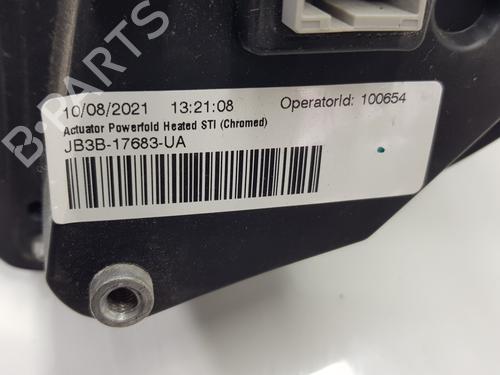 B-PARTS
10/08/2021 13:21:08 OperatorId: 100654
Actuator Powerfold Heated STI (Chromed)
JB3B-17683-UA